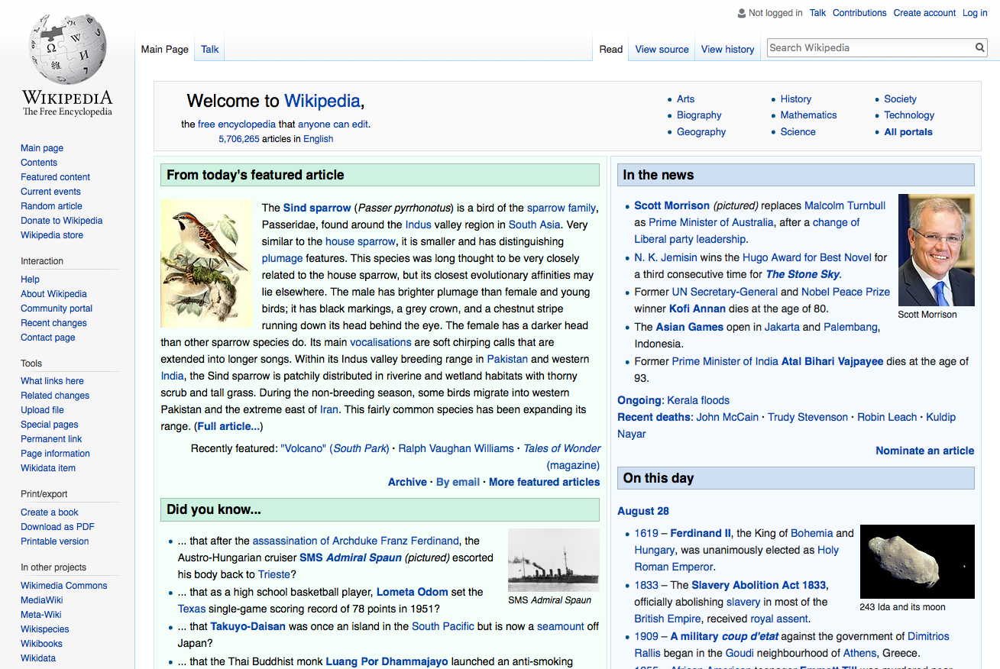 Not logged in Talk Contributions Create account Log in
Main Page Talk Read View source View history Search Wikipedia
WIKIPEDIA
The Free Encyclopedia
Main page
Contents
Featured content
Current events
Random article
Donate to Wikipedia
Wikipedia store
Interaction
Help
About Wikipedia
Community portal
Recent changes
Contact page
Tools
What links here
Related changes
Upload file
Special pages
Permanent link
Page information
Wikidata item
Print/export
Create a book
Download as PDF
Printable version
In other projects
Wikimedia Commons
MediaWiki
Meta-Wiki
Wikispecies
Wikibooks
Wikidata
Welcome to Wikipedia,
the free encyclopedia that anyone can edit.
5,706,265 articles in English
• Arts
• Biography
• Geography
• History
• Mathematics
• Science
• Society
• Technology
• All portals
From today's featured article
The Sind sparrow (Passer pyrrhonotus) is a bird of the sparrow family,
Passeridae, found around the Indus valley region in South Asia. Very
similar to the house sparrow, it is smaller and has distinguishing
plumage features. This species was long thought to be very closely
related to the house sparrow, but its closest evolutionary affinities may
lie elsewhere. The male has brighter plumage than female and young
birds; it has black markings, a grey crown, and a chestnut stripe
running down its head behind the eye. The female has a darker head
than other sparrow species do. Its main vocalisations are soft chirping calls that are
extended into longer songs. Within its Indus valley breeding range in Pakistan and western
India, the Sind sparrow is patchily distributed in riverine and wetland habitats with thorny
scrub and tall grass. During the non-breeding season, some birds migrate into western
Pakistan and the extreme east of Iran. This fairly common species has been expanding its
range. (Full article...)
Recently featured: "Volcano" (South Park) · Ralph Vaughan Williams · Tales of Wonder
(magazine)
Archive · By email · More featured articles
Did you know...
• ... that after the assassination of Archduke Franz Ferdinand, the
Austro-Hungarian cruiser SMS Admiral Spaun (pictured) escorted
his body back to Trieste?
• ... that as a high school basketball player, Lometa Odom set the
Texas single-game scoring record of 78 points in 1951?
SMS Admiral Spaun
• ... that Takuyo-Daisan was once an island in the South Pacific but is now a seamount off
Japan?
• ... that the Thai Buddhist monk Luang Por Dhammajayo launched an anti-smoking
In the news
• Scott Morrison (pictured) replaces Malcolm Turnbull
as Prime Minister of Australia, after a change of
Liberal party leadership.
• N. K. Jemisin wins the Hugo Award for Best Novel for
a third consecutive time for The Stone Sky.
• Former UN Secretary-General and Nobel Peace Prize
winner Kofi Annan dies at the age of 80.
Scott Morrison
• The Asian Games open in Jakarta and Palembang,
Indonesia.
• Former Prime Minister of India Atal Bihari Vajpayee dies at the age of
93.
Ongoing: Kerala floods
Recent deaths: John McCain · Trudy Stevenson · Robin Leach · Kuldip
Nayar
Nominate an article
On this day
August 28
• 1619 – Ferdinand II, the King of Bohemia and
Hungary, was unanimously elected as Holy
Roman Emperor.
• 1833 – The Slavery Abolition Act 1833,
officially abolishing slavery in most of the
British Empire, received royal assent.
243 Ida and its moon
• 1909 – A military coup d'etat against the government of Dimitrios
Rallis began in the Goudi neighbourhood of Athens, Greece.